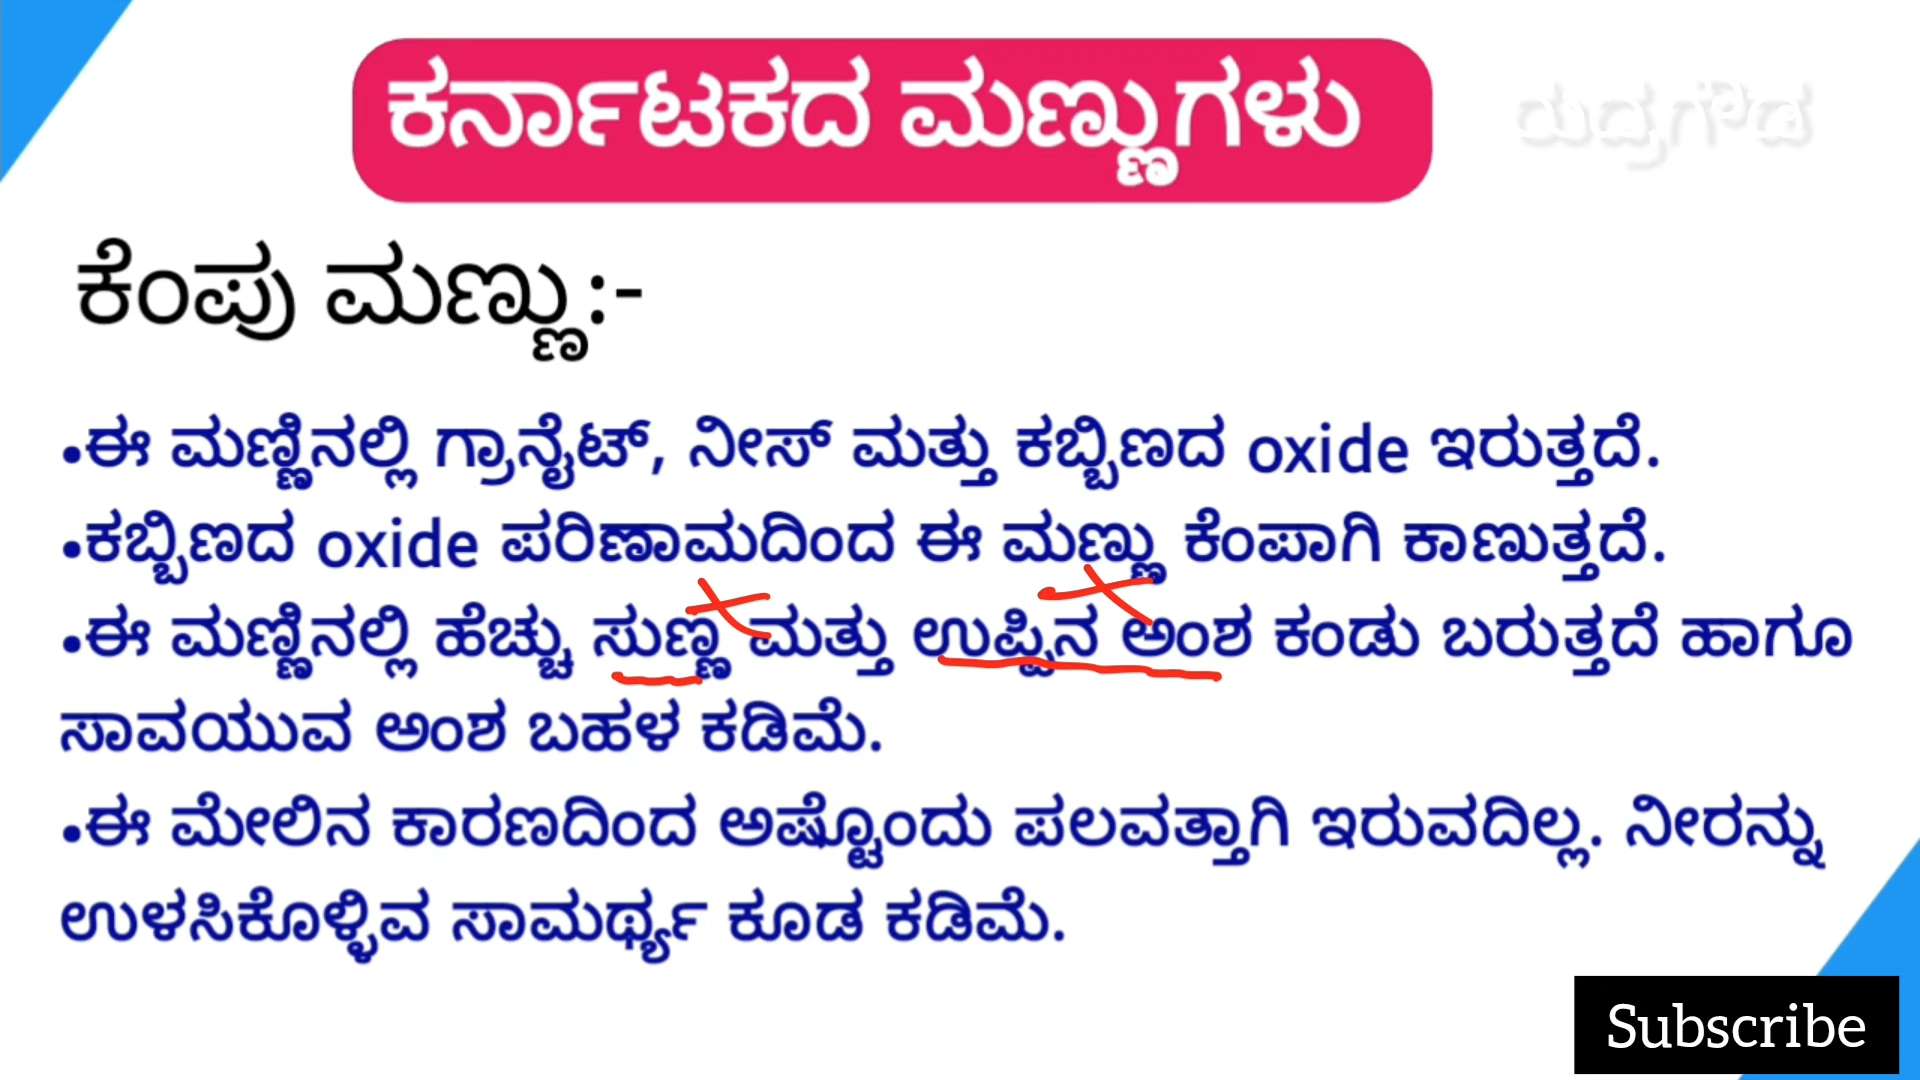 ಕರ್ನಾಟಕದ ಮಣ್ಣುಗಳು
ರುದ್ರಗೌಡ
ಕೆಂಪು ಮಣ್ಣು:-
•ಈ ಮಣ್ಣಿನಲ್ಲಿ ಗ್ರಾನೈಟ್, ನೀಸ್ ಮತ್ತು ಕಬ್ಬಿಣದ oxide ಇರುತ್ತದೆ.
•ಕಬ್ಬಿಣದ oxide ಪರಿಣಾಮದಿಂದ ಈ ಮಣ್ಣು ಕೆಂಪಾಗಿ ಕಾಣುತ್ತದೆ.
•ಈ ಮಣ್ಣಿನಲ್ಲಿ ಹೆಚ್ಚು ಸುಣ್ಣ ಮತ್ತು ಉಪ್ಪಿನ ಅಂಶ ಕಂಡು ಬರುತ್ತದೆ ಹಾಗೂ
ಸಾವಯುವ ಅಂಶ ಬಹಳ ಕಡಿಮೆ.
•ಈ ಮೇಲಿನ ಕಾರಣದಿಂದ ಅಷ್ಟೊಂದು ಪಲವತ್ತಾಗಿ ಇರುವದಿಲ್ಲ. ನೀರನ್ನು
ಉಳಸಿಕೊಳ್ಳಿವ ಸಾಮರ್ಥ್ಯ ಕೂಡ ಕಡಿಮೆ.
Subscribe